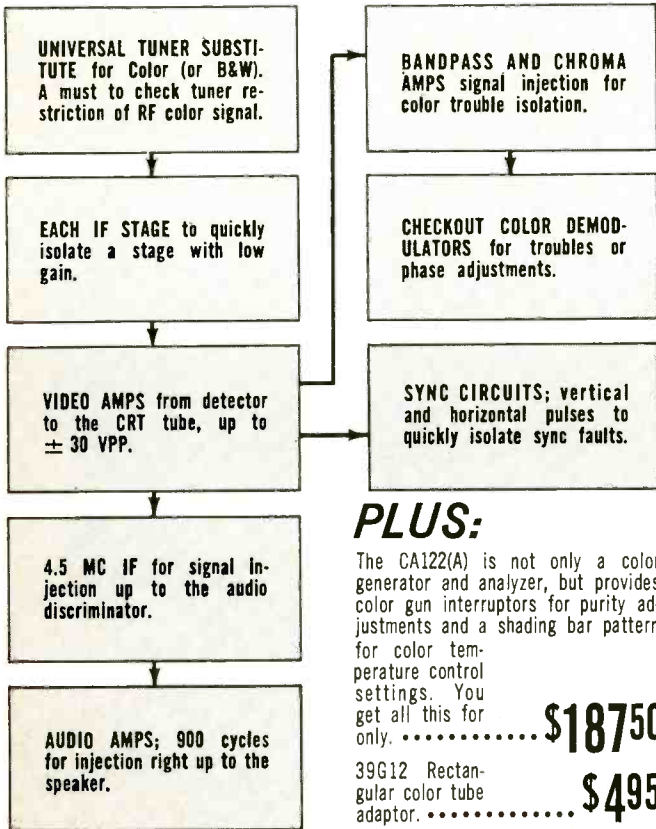 UNIVERSAL TUNER SUBSTI-
TUTE for Color (or B&W).
A must to check tuner re-
striction of RF color signal.
EACH IF STAGE to quickly
isolate a stage with low
gain.
VIDEO AMPS from detector
to the CRT tube, up to
± 30 VPP.
4.5 MC IF for signal in-
jection up to the audio
discriminator.
AUDIO AMPS; 900 cycles
for injection right up to the
speaker.
BANDPASS AND CHROMA
AMPS signal injection for
color trouble isolation.
CHECKOUT COLOR DEMOD-
ULATORS for troubles or
phase adjustments.
SYNC CIRCUITS; vertical
and horizontal pulses to
quickly isolate sync faults.
PLUS:
The CA122(A) is not only a color
generator and analyzer, but provides
color gun interruptors for purity ad-
justments and a shading bar pattern
for color tem-
perature control
settings. You
get all this for
only. ............. $18750
39G12 Rectan-
gular color tube
adaptor. ............. $495